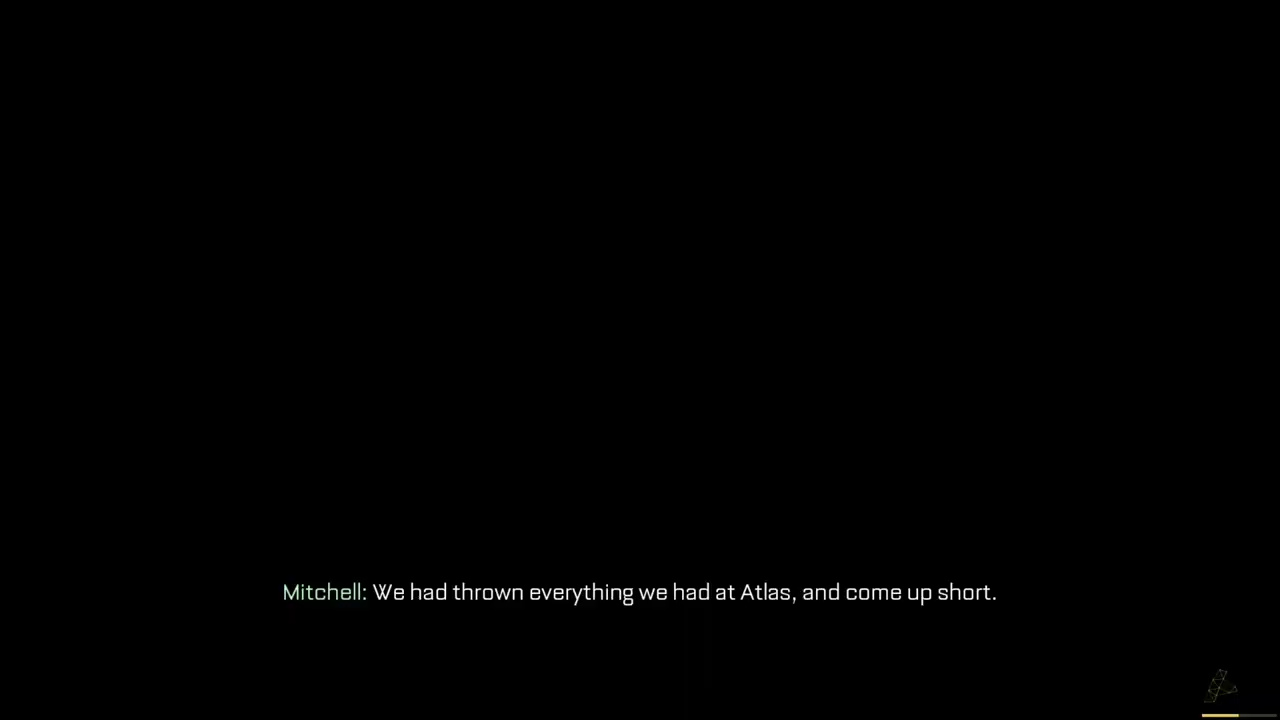 Mitchell: We had thrown everything we had at Atlas, and come up short.